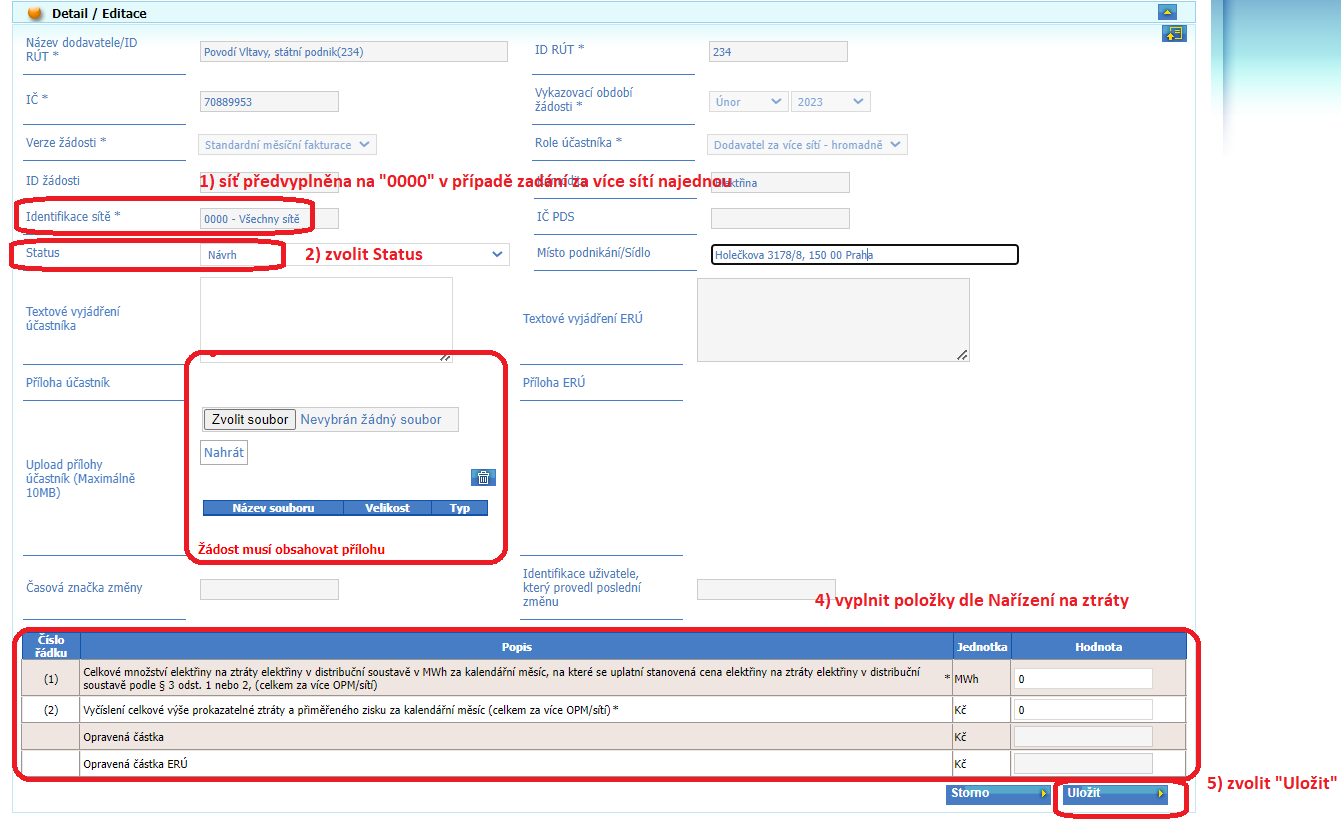 Detail / Editace
Název dodavatele/ID
RÚT *
Povodí Vltavy, státní podnik(234)
ID RÚT *
234
IČ *
70889953
Vykazovací období
žádosti *
Únor
2023
Verze žádosti *
Standardní měsíční fakturace
Role účastníka *
Dodavatel za více sítí - hromadně
ID žádosti
1) síť předvyplněna na "0000" v případě zadání za více sítí najednou
Identifikace sítě *
0000 - Všechny sítě
IČ PDS
Status
Návrh
2) zvolit Status
Místo podnikání/Sídlo
Holečkova 3178/8, 150 00 Praha
Textové vyjádření
účastníka
Textové vyjádření ERÚ
Příloha účastník
Příloha ERÚ
Upload přílohy
účastník (Maximálně
10MB)
Zvolit soubor Nevybrán žádný soubor
Nahrát
Název souboru Velikost Typ
Žádost musí obsahovat přílohu
Časová značka změny
Identifikace uživatele,
který provedl poslední
změnu
4) vyplnit položky dle Nařízení na ztráty
Číslo
řádku
Popis
Jednotka
Hodnota
(1)
Celkové množství elektřiny na ztráty elektřiny v distribuční soustavě v MWh za kalendářní měsíc, na které se uplatní stanovená cena elektřiny na ztráty elektřiny v distribuční
soustavě podle § 3 odst. 1 nebo 2, (celkem za více OPM/sítí)
* MWh
0
(2)
Vyčíslení celkové výše prokazatelné ztráty a přiměřeného zisku za kalendářní měsíc (celkem za více OPM/sítí) *
Kč
0
Opravená částka
Kč
Opravená částka ERÚ
Kč
Storno
Uložit
5) zvolit "Uložit"